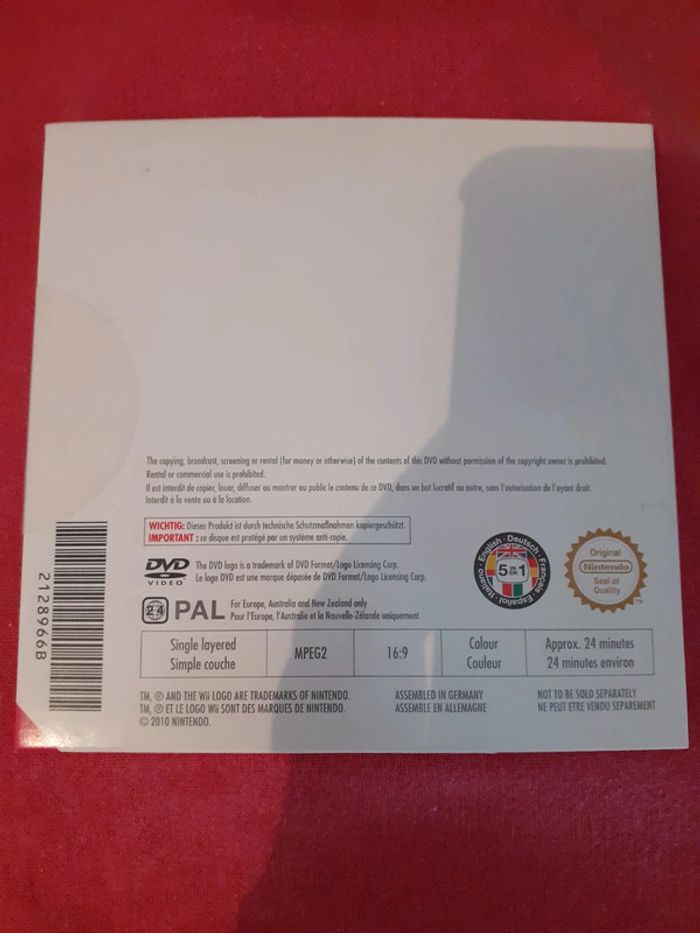 The copying, broadcast, screening or rental (for money or otherwise) of the contents of this DVD without permission of the copyright owner is prohibited.
Rental or commercial use is prohibited.
Il est interdit de copier, louer, diffuser ou montrer au public le contenu de ce DVD, dans un but lucratif ou autre, sans l'autorisation de l'ayant droit.
Interdit à la vente ou à la location.
WICHTIG: Dieses Produkt ist durch technische Schutzmaßnahmen kopiergeschützt.
IMPORTANT : ce disque est protégé par un système anti-copie.
DVD VIDEO
The DVD logo is a trademark of DVD Format/Logo Licensing Corp.
Le logo DVD est une marque déposée de DVD Format/Logo Licensing Corp.
English · Deutsch · Français · Español · Italiano
5 IN EN 1
Original
Nintendo
Seal of
Quality
TM
2 4 PAL
For Europe, Australia and New Zealand only
Pour l'Europe, l'Australie et la Nouvelle-Zélande uniquement
Single layered
Simple couche
MPEG2
16:9
Colour
Couleur
Approx. 24 minutes
24 minutes environ
TM, ® AND THE Wii LOGO ARE TRADEMARKS OF NINTENDO.
TM, ® ET LE LOGO Wii SONT DES MARQUES DE NINTENDO.
© 2010 NINTENDO.
ASSEMBLED IN GERMANY
ASSEMBLE EN ALLEMAGNE
NOT TO BE SOLD SEPARATELY
NE PEUT ETRE VENDU SEPAREMENT
2128966B